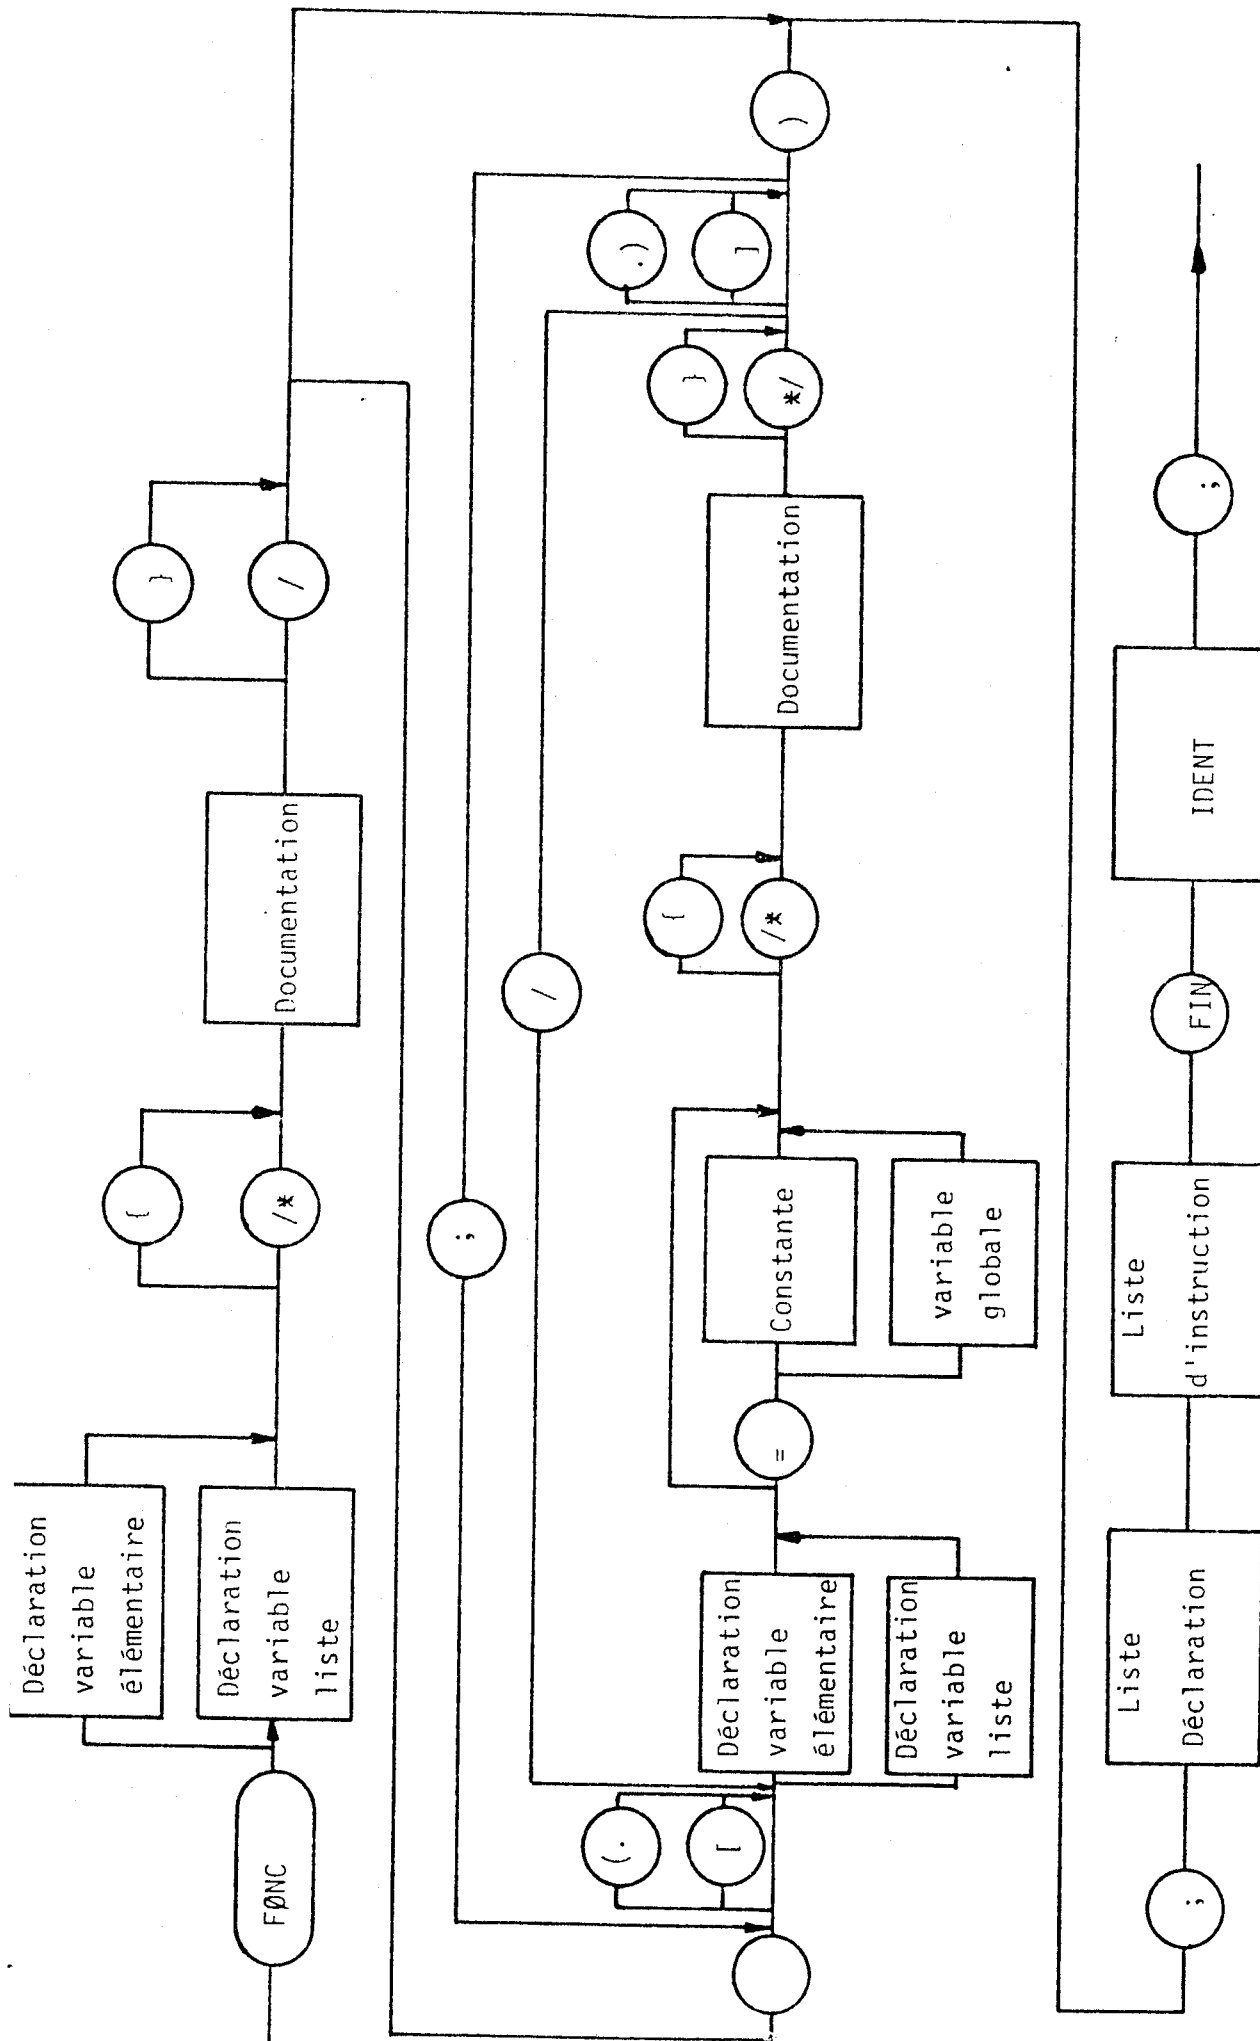 FØNC
Déclaration
variable
élémentaire
Déclaration
variable
liste
{
/*
Documentation
}
/
;
/
(.
[
Déclaration
variable
élémentaire
Déclaration
variable
liste
=
Constante
variable
globale
{
/*
Documentation
}
*/
.)
]
)
;
Liste
Déclaration
Liste
d'instruction
FIN
IDENT
;